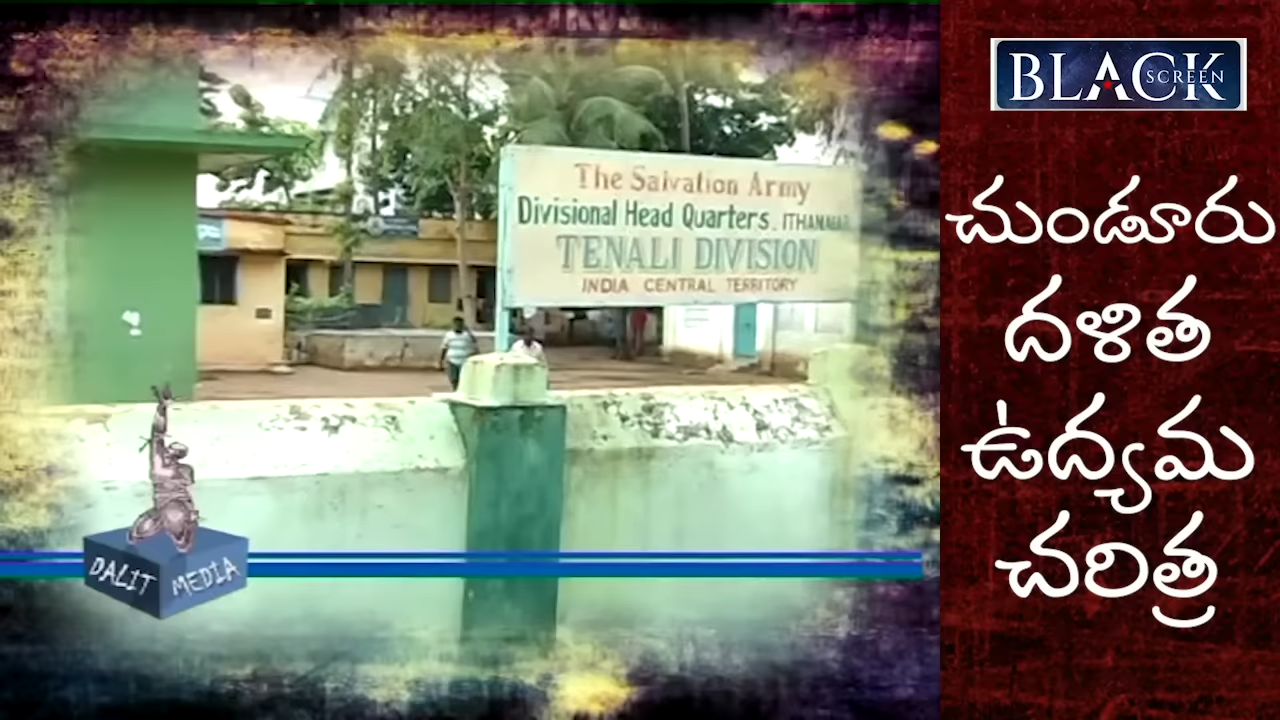 The Salvation Army
Divisional Head Quarters. ITHANAGAR
TENALI DIVISION
INDIA CENTRAL TERRITORY
DALIT MEDIA
BLACK SCREEN
చుండూరు
దళిత
ఉద్యమ
చరిత్ర